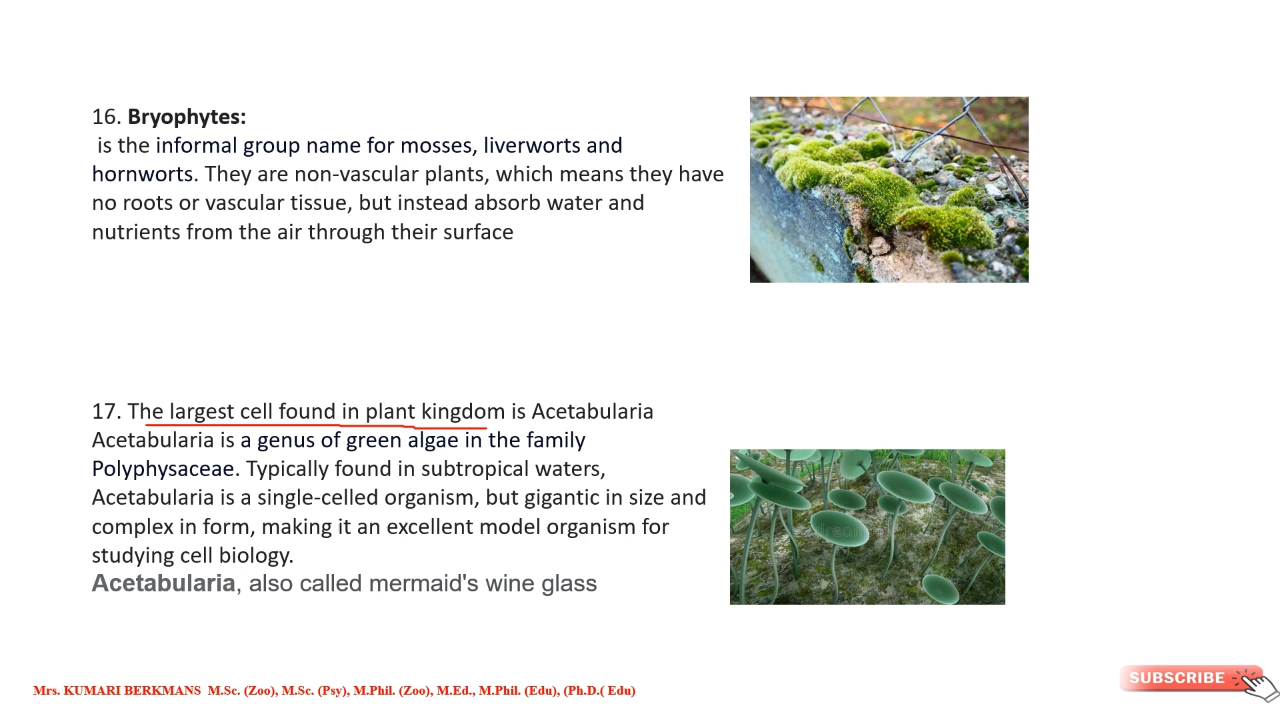 16. Bryophytes:
is the informal group name for mosses, liverworts and
hornworts. They are non-vascular plants, which means they have
no roots or vascular tissue, but instead absorb water and
nutrients from the air through their surface
17. The largest cell found in plant kingdom is Acetabularia
Acetabularia is a genus of green algae in the family
Polyphysaceae. Typically found in subtropical waters,
Acetabularia is a single-celled organism, but gigantic in size and
complex in form, making it an excellent model organism for
studying cell biology.
Acetabularia, also called mermaid's wine glass
Mrs. KUMARI BERKMANS M.Sc. (Zoo), M.Sc. (Psy), M.Phil. (Zoo), M.Ed., M.Phil. (Edu), (Ph.D.( Edu)
SUBSCRIBE